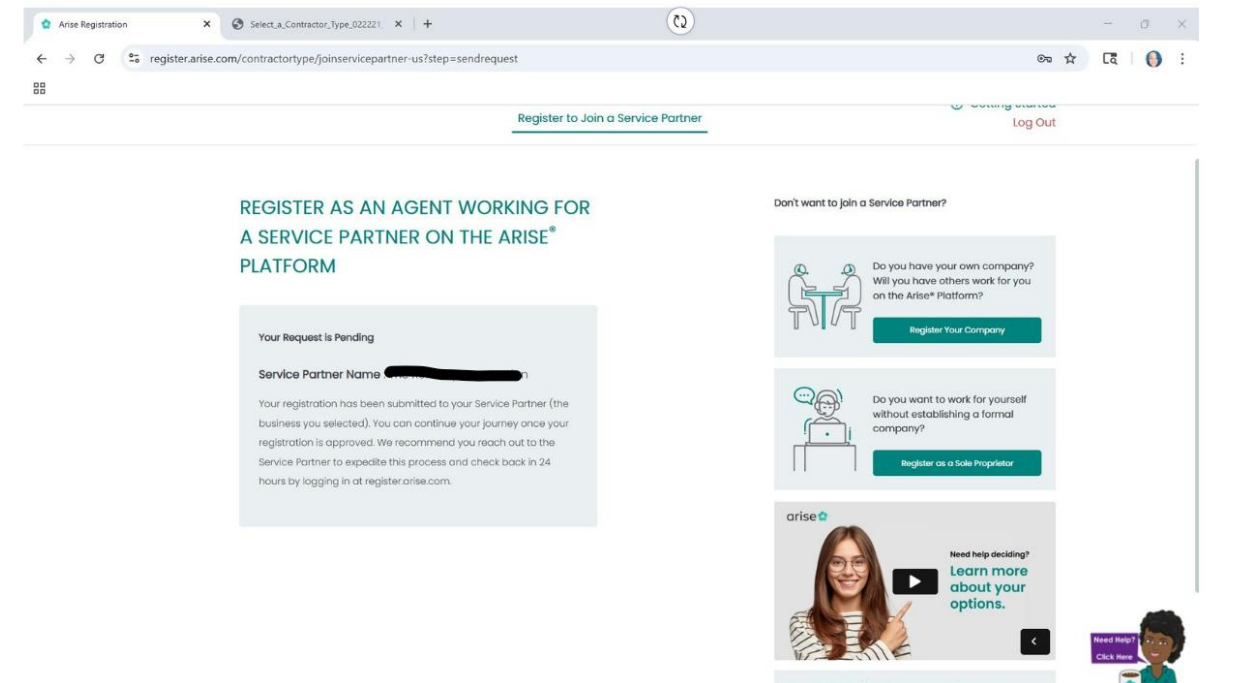 Arise Registration
Select_a_Contractor_Type_022221
register.arise.com/contractortype/joinservicepartner-us?step=sendrequest
Register to Join a Service Partner
Getting Started
Log Out
REGISTER AS AN AGENT WORKING FOR
A SERVICE PARTNER ON THE ARISE®
PLATFORM
Your Request is Pending
Service Partner Name
Your registration has been submitted to your Service Partner (the
business you selected). You can continue your journey once your
registration is approved. We recommend you reach out to the
Service Partner to expedite this process and check back in 24
hours by logging in at register.arise.com.
Don't want to join a Service Partner?
Do you have your own company?
Will you have others work for you
on the Arise® Platform?
Register Your Company
Do you want to work for yourself
without establishing a formal
company?
Register as a Sole Proprietor
arise
Need help deciding?
Learn more
about your
options.
Need Help?
Click Here